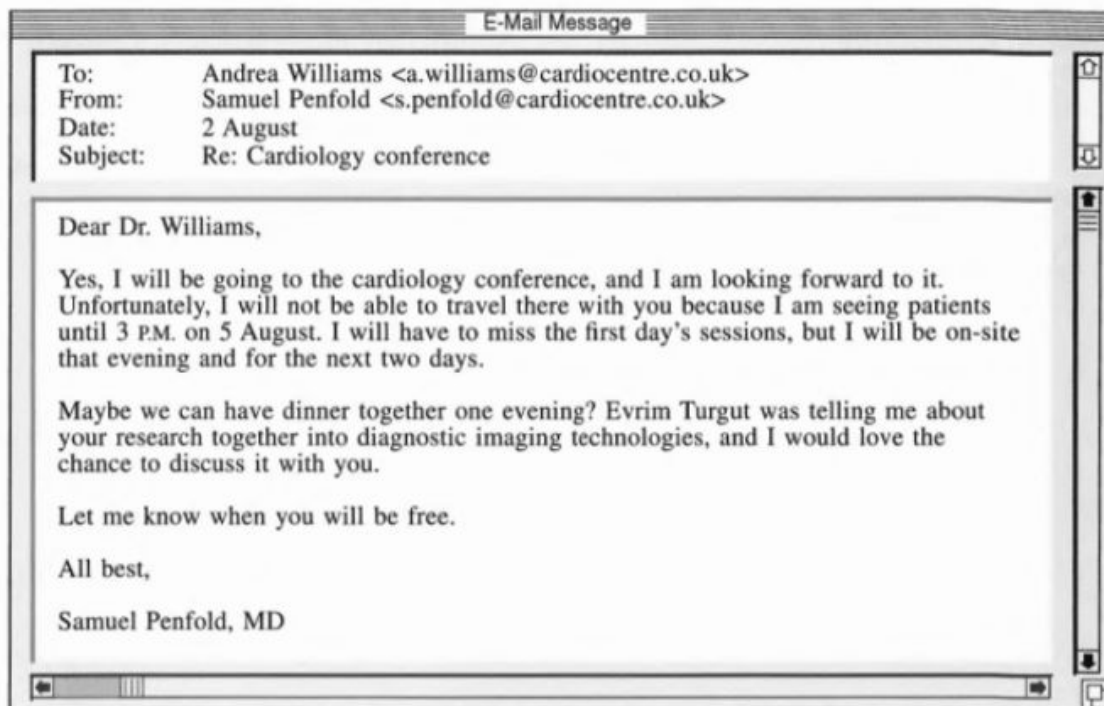 E-Mail Message
To: Andrea Williams <a.williams@cardiocentre.co.uk>
From: Samuel Penfold <s.penfold@cardiocentre.co.uk>
Date: 2 August
Subject: Re: Cardiology conference
Dear Dr. Williams,
Yes, I will be going to the cardiology conference, and I am looking forward to it.
Unfortunately, I will not be able to travel there with you because I am seeing patients
until 3 P.M. on 5 August. I will have to miss the first day's sessions, but I will be on-site
that evening and for the next two days.
Maybe we can have dinner together one evening? Evrim Turgut was telling me about
your research together into diagnostic imaging technologies, and I would love the
chance to discuss it with you.
Let me know when you will be free.
All best,
Samuel Penfold, MD